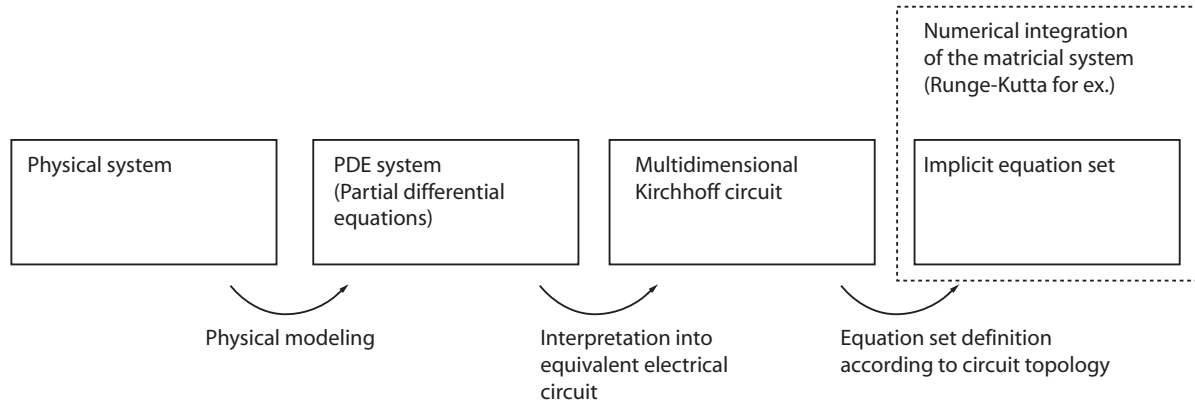 Numerical integration
of the matricial system
(Runge-Kutta for ex.)
Physical system
PDE system
(Partial differential
equations)
Multidimensional
Kirchhoff circuit
Implicit equation set
Physical modeling
Interpretation into
equivalent electrical
circuit
Equation set definition
according to circuit topology